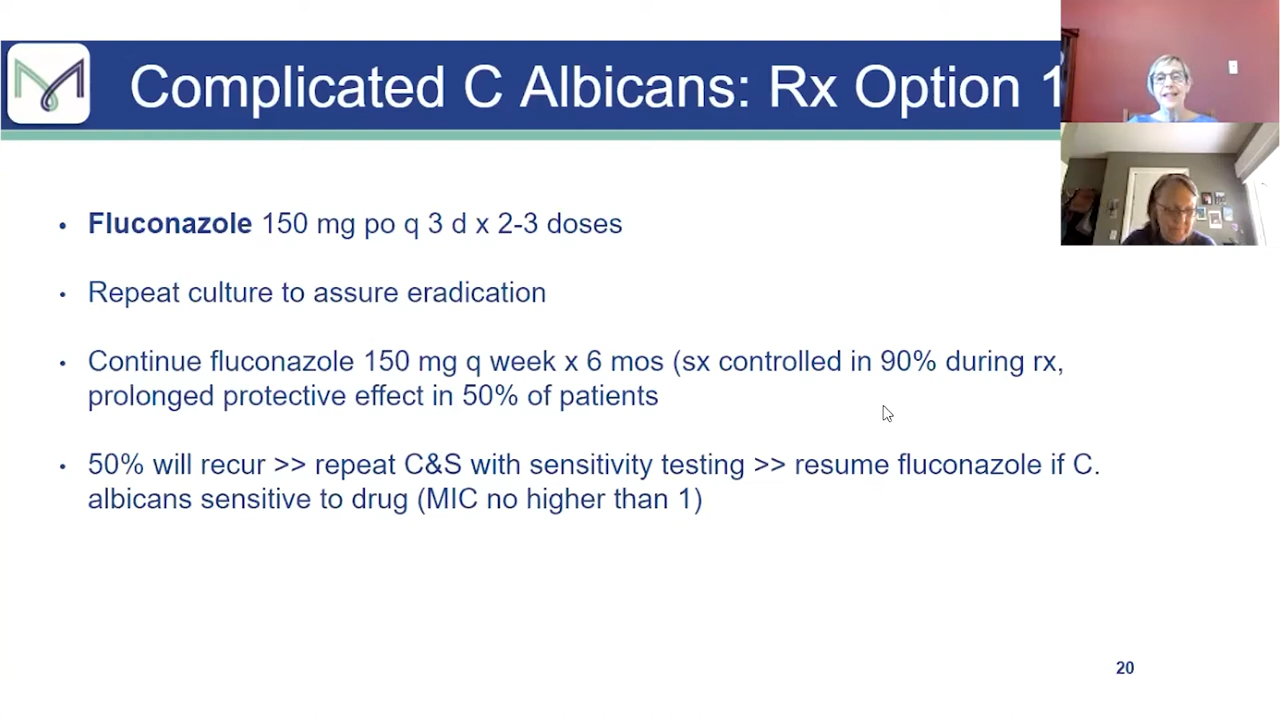 Complicated C Albicans: Rx Option 1
• Fluconazole 150 mg po q 3 d x 2-3 doses
• Repeat culture to assure eradication
• Continue fluconazole 150 mg q week x 6 mos (sx controlled in 90% during rx,
prolonged protective effect in 50% of patients
• 50% will recur >> repeat C&S with sensitivity testing >> resume fluconazole if C.
albicans sensitive to drug (MIC no higher than 1)
20